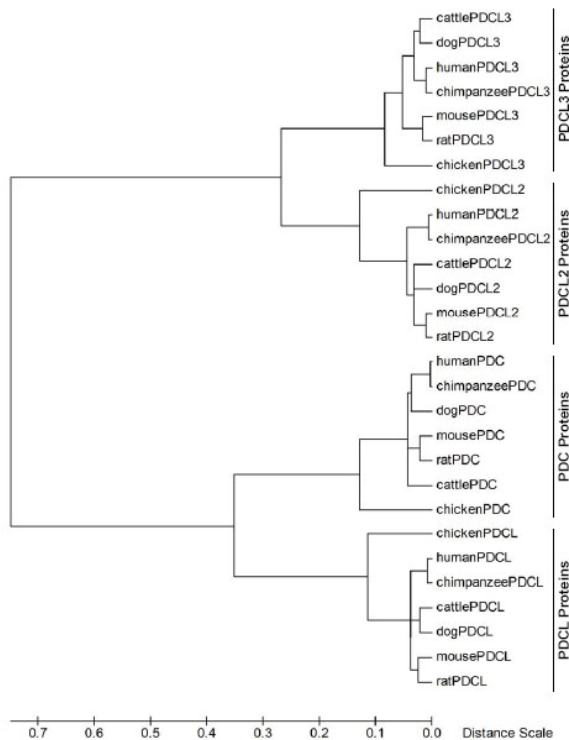 cattlePDCL3
dogPDCL3
humanPDCL3
chimpanzeePDCL3
mousePDCL3
ratPDCL3
chickenPDCL3
PDCL3 Proteins
chickenPDCL2
humanPDCL2
chimpanzeePDCL2
cattlePDCL2
dogPDCL2
mousePDCL2
ratPDCL2
PDCL2 Proteins
humanPDC
chimpanzeePDC
dogPDC
mousePDC
ratPDC
cattlePDC
chickenPDC
PDC Proteins
chickenPDCL
humanPDCL
chimpanzeePDCL
cattlePDCL
dogPDCL
mousePDCL
ratPDCL
PDCL Proteins
0.7 0.6 0.5 0.4 0.3 0.2 0.1 0.0 Distance Scale